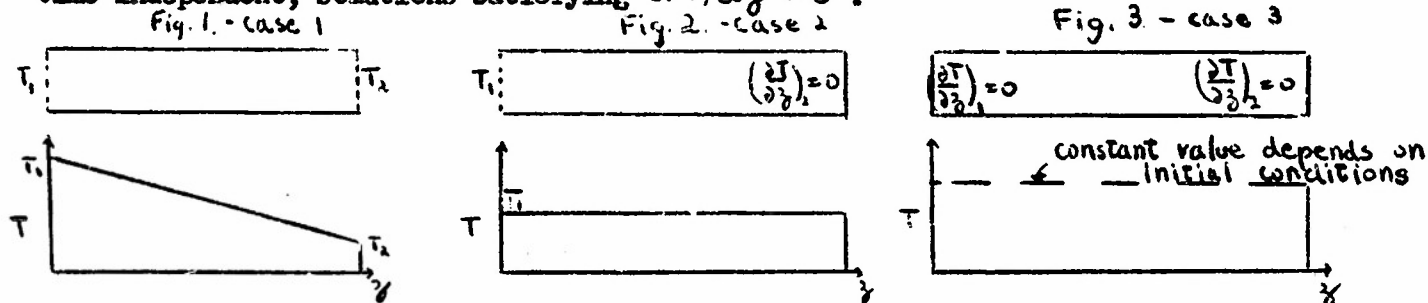 Fig. 1. - case 1
Fig. 2. - case 2
Fig. 3 - case 3
T₁
T₂
T₁
(∂T/∂z)₂ = 0
(∂T/∂z)₁ = 0
(∂T/∂z)₂ = 0
T₁
T
T₂
z
T₁
T
z
constant value depends on
initial conditions
T
z